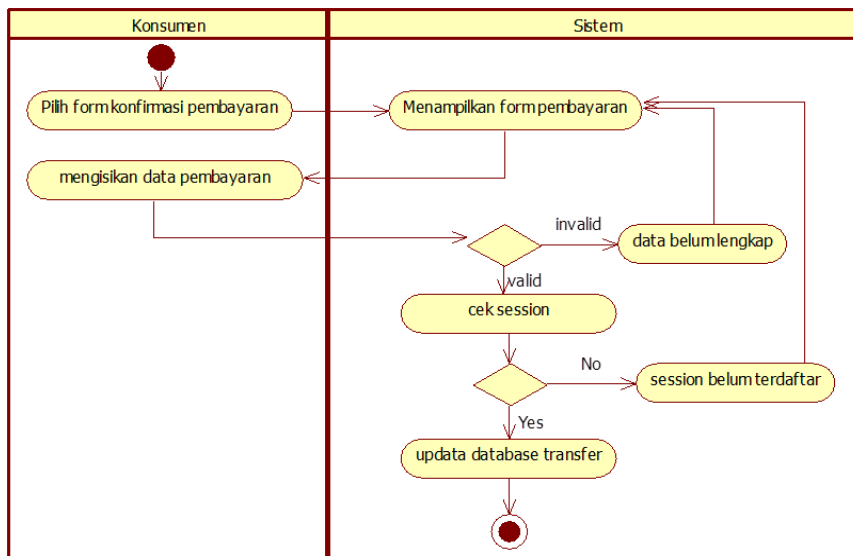 Konsumen
Sistem
Pilih form konfirmasi pembayaran
Menampilkan form pembayaran
mengisikan data pembayaran
invalid
data belum lengkap
valid
cek session
No
session belum terdaftar
Yes
updata database transfer